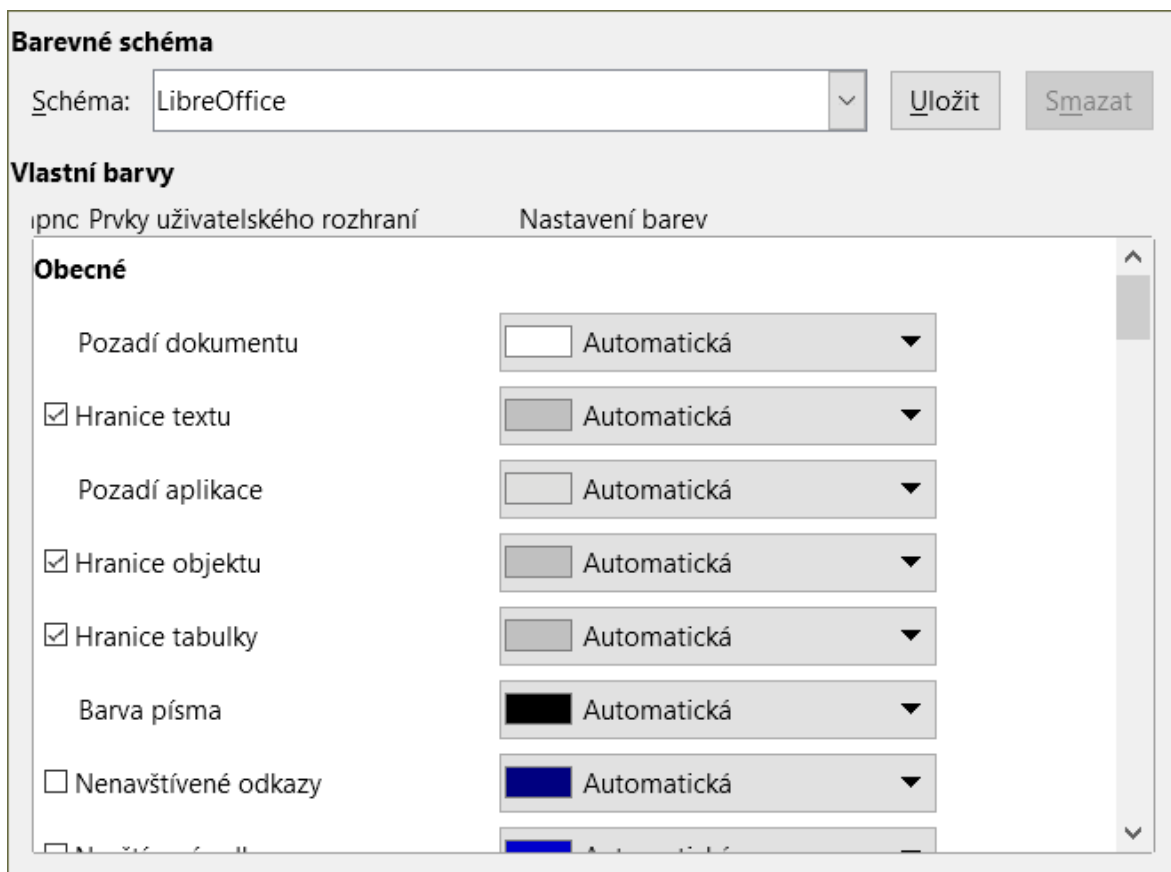 Barevné schéma
Schéma: LibreOffice Uložit Smazat
Vlastní barvy
Prvky uživatelského rozhraní Nastavení barev
Obecné
Pozadí dokumentu Automatická
Hranice textu Automatická
Pozadí aplikace Automatická
Hranice objektu Automatická
Hranice tabulky Automatická
Barva písma Automatická
Nenavštívené odkazy Automatická